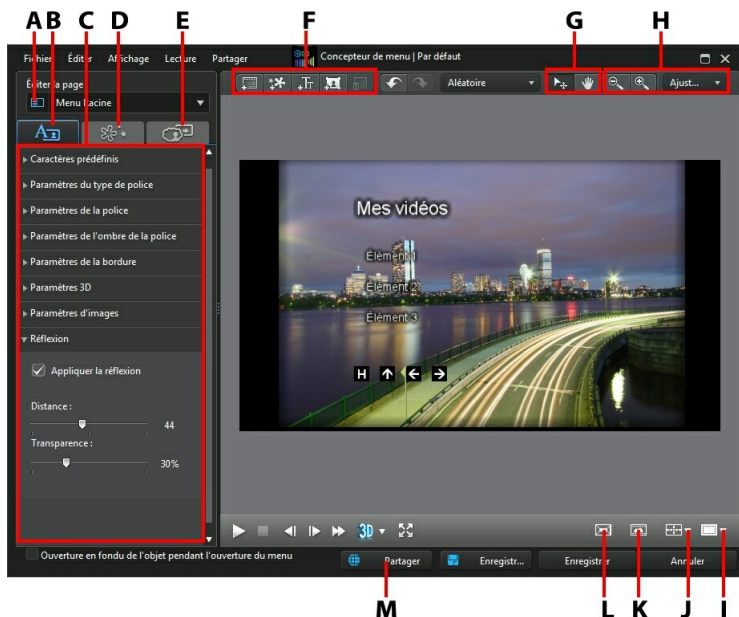 A B C D E F G H
Fichier Éditer Affichage Lecture Partager Concepteur de menu | Par défaut
Éditer la page
Menu Racine
Aléatoire
Ajust...
Caractères prédéfinis
Paramètres du type de police
Paramètres de la police
Paramètres de l'ombre de la police
Paramètres de la bordure
Paramètres 3D
Paramètres d'images
Réflexion
Appliquer la réflexion
Distance :
44
Transparence :
30%
Mes vidéos
Élément 1
Élément 2
Élément 3
H
3D
Ouverture en fondu de l'objet pendant l'ouverture du menu
Partager
Enregistr...
Enregistrer
Annuler
M L K J I